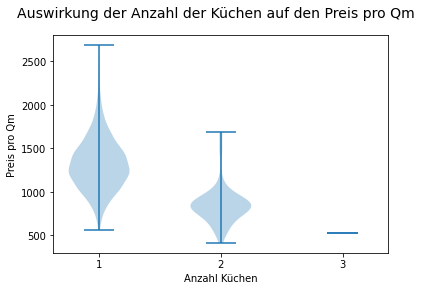 Auswirkung der Anzahl der Küchen auf den Preis pro Qm
2500
2000
1500
1000
500
Preis pro Qm
1
2
3
Anzahl Küchen